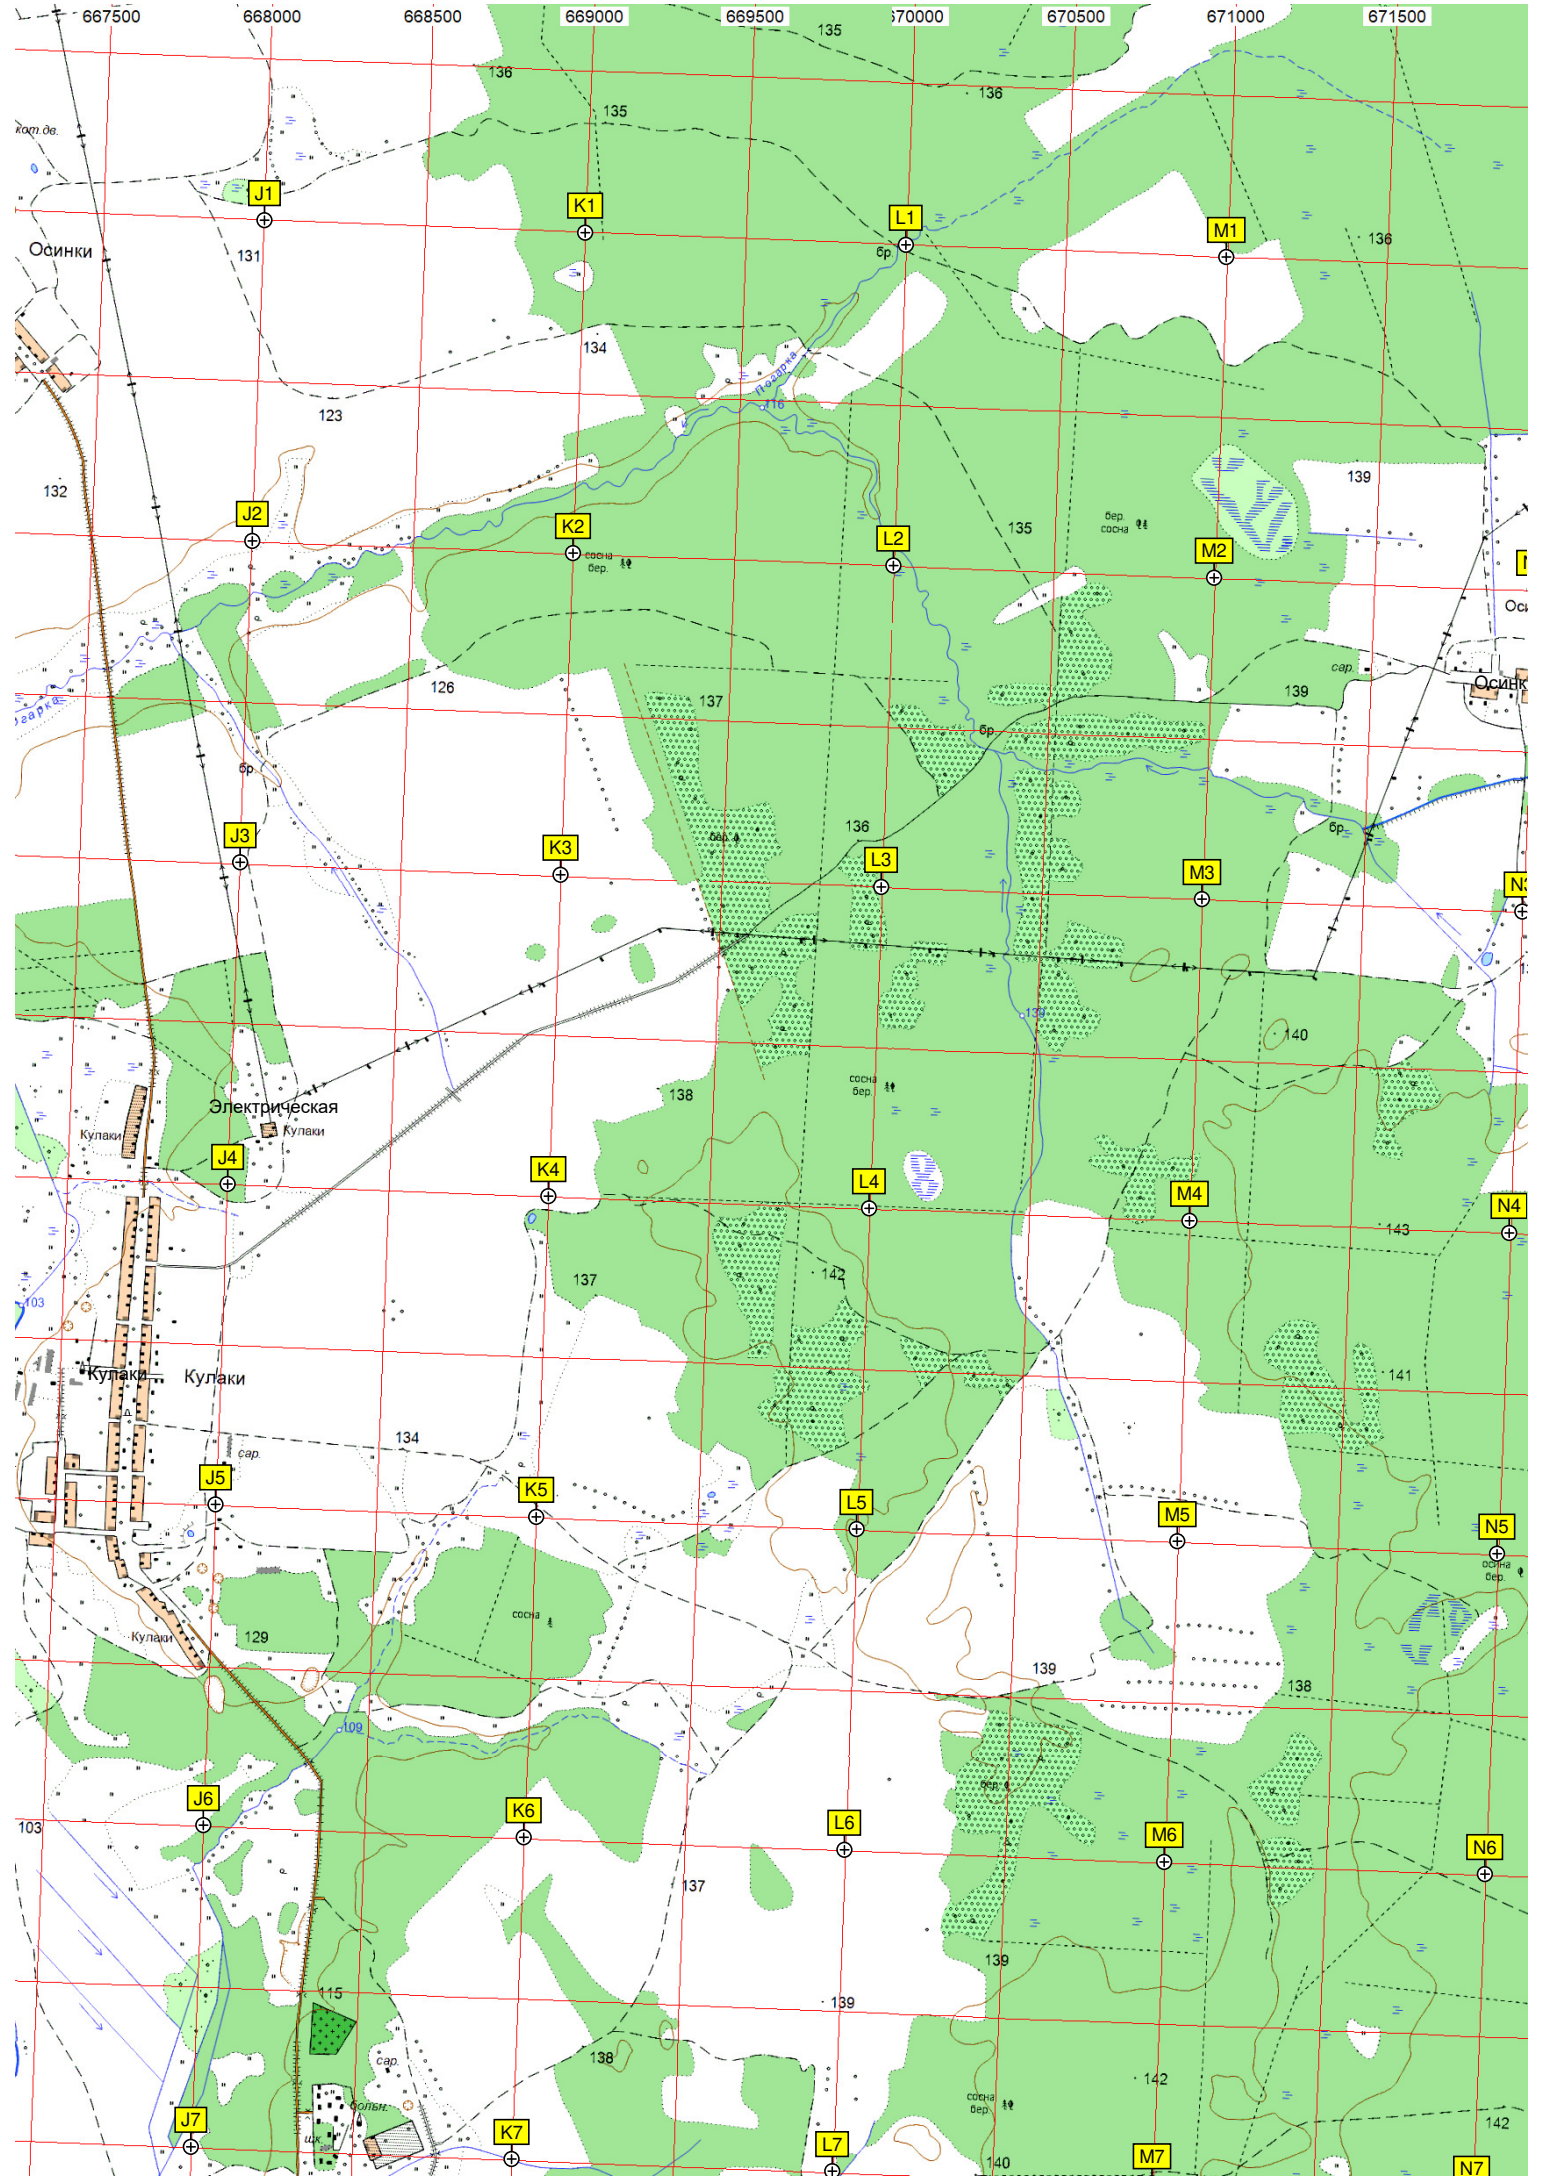 667500 668000 668500 669000 669500 670000 670500 671000 671500
135
136
136
кот.дв.
135
J1
K1
L1
M1
136
Осинки
131
бр.
134
Погарка
123
116
132
139
J2
K2
L2
бер.
сосна
135
M2
сосна
бер.
Оси
сар.
126
137
139
Осинк
Погарка
бр.
бр.
J3
K3
136
L3
бр.
M3
N3
бер.
133
140
сосна
бер.
138
Электрическая
Кулаки
Кулаки
J4
K4
L4
M4
N4
143
137
142
103
Кулаки
Кулаки
141
134
сар.
J5
K5
L5
M5
N5
осина
бер.
сосна
Кулаки
129
139
138
109
бер.
J6
K6
L6
M6
N6
103
137
139
115
139
138
сар.
142
сосна
бер.
больн.
142
J7
шк.
K7
L7
M7
N7
140